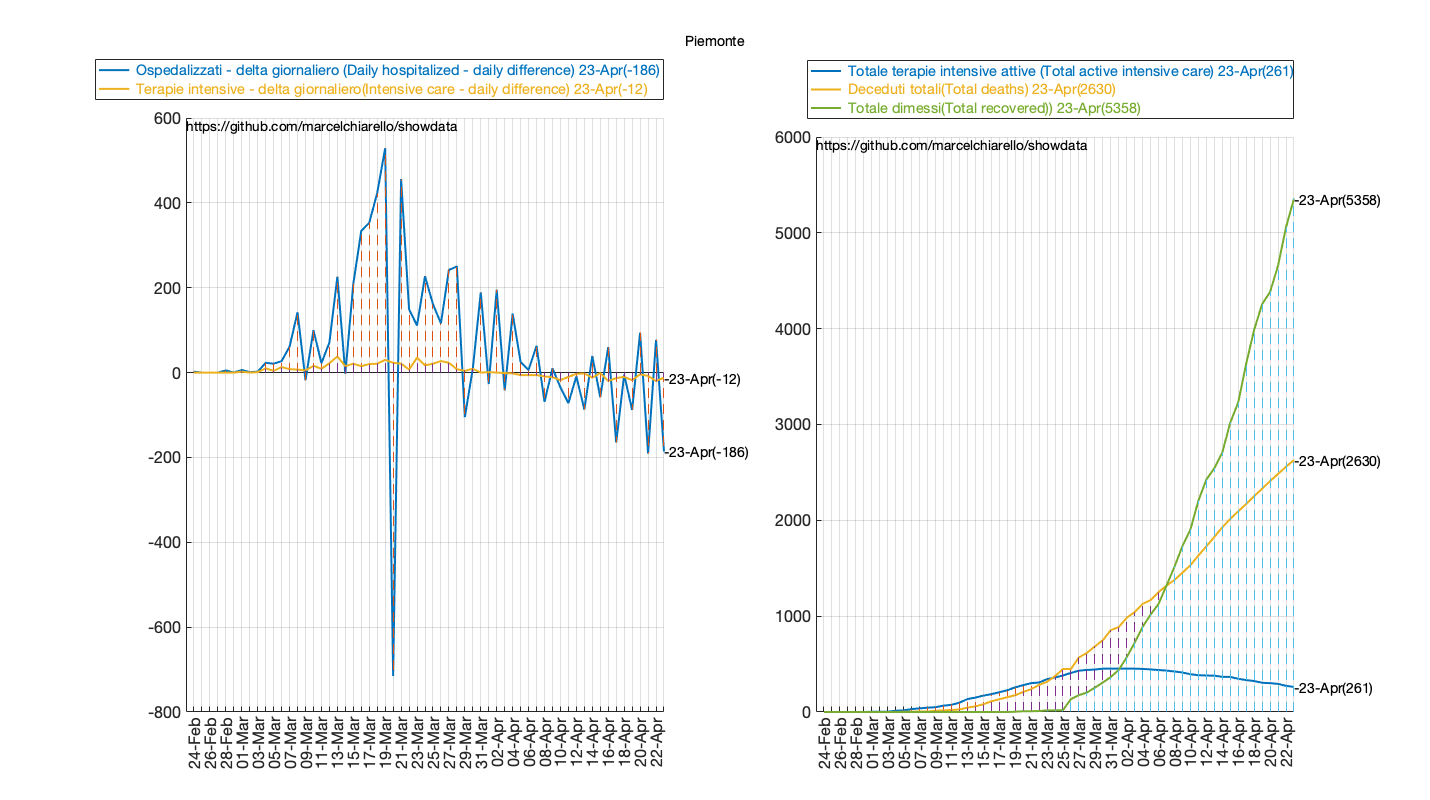 Piemonte
Ospedalizzati - delta giornaliero (Daily hospitalized - daily difference) 23-Apr(-186)
Terapie intensive - delta giornaliero(Intensive care - daily difference) 23-Apr(-12)
https://github.com/marcelchiarello/showdata
600
400
200
0
-200
-400
-600
-800
-23-Apr(-12)
-23-Apr(-186)
24-Feb
26-Feb
28-Feb
01-Mar
03-Mar
05-Mar
07-Mar
09-Mar
11-Mar
13-Mar
15-Mar
17-Mar
19-Mar
21-Mar
23-Mar
25-Mar
27-Mar
29-Mar
31-Mar
02-Apr
04-Apr
06-Apr
08-Apr
10-Apr
12-Apr
14-Apr
16-Apr
18-Apr
20-Apr
22-Apr
Totale terapie intensive attive (Total active intensive care) 23-Apr(261)
Deceduti totali(Total deaths) 23-Apr(2630)
Totale dimessi(Total recovered)) 23-Apr(5358)
https://github.com/marcelchiarello/showdata
6000
5000
4000
3000
2000
1000
0
-23-Apr(5358)
-23-Apr(2630)
-23-Apr(261)
24-Feb
26-Feb
28-Feb
01-Mar
03-Mar
05-Mar
07-Mar
09-Mar
11-Mar
13-Mar
15-Mar
17-Mar
19-Mar
21-Mar
23-Mar
25-Mar
27-Mar
29-Mar
31-Mar
02-Apr
04-Apr
06-Apr
08-Apr
10-Apr
12-Apr
14-Apr
16-Apr
18-Apr
20-Apr
22-Apr